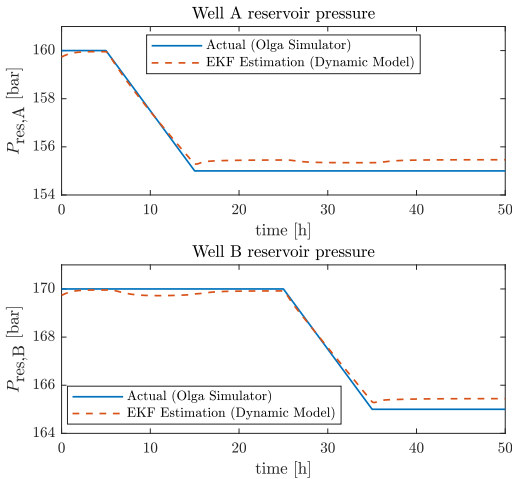 Well A reservoir pressure
160
158
156
154
P_res,A [bar]
Actual (Olga Simulator)
EKF Estimation (Dynamic Model)
0 10 20 30 40 50
time [h]
Well B reservoir pressure
170
168
166
164
P_res,B [bar]
Actual (Olga Simulator)
EKF Estimation (Dynamic Model)
0 10 20 30 40 50
time [h]